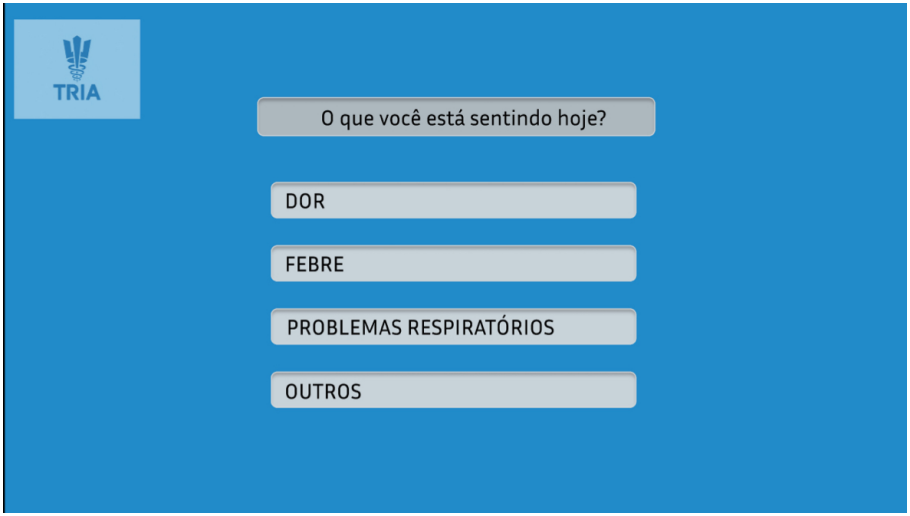 TRIA
O que você está sentindo hoje?
DOR
FEBRE
PROBLEMAS RESPIRATÓRIOS
OUTROS